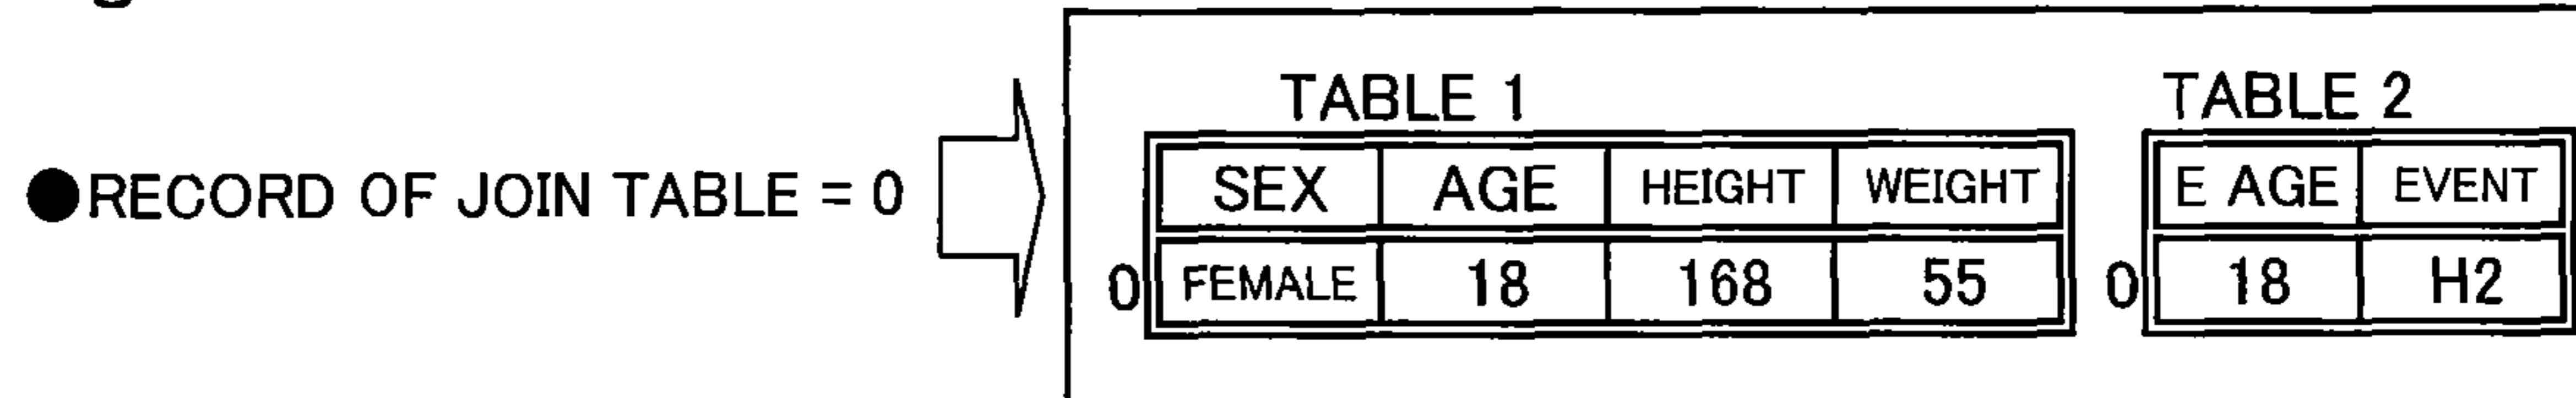 TABLE 1 TABLE 2
●RECORD OF JOIN TABLE = 0
SEX AGE HEIGHT WEIGHT E AGE EVENT
0 FEMALE 18 168 55 0 18 H2